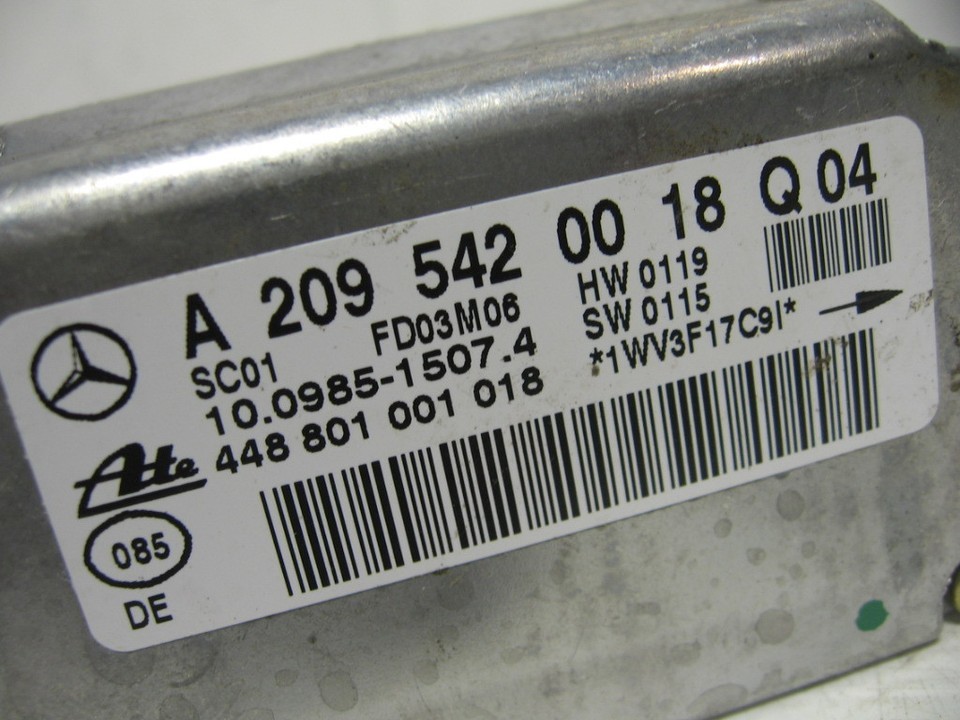 A 209 542 00 18 Q 04
SC01 FD03M06 HW 0119
10.0985-1507.4 SW 0115
448 801 001 018 *1WV3F17C9I*
Ate
085
DE